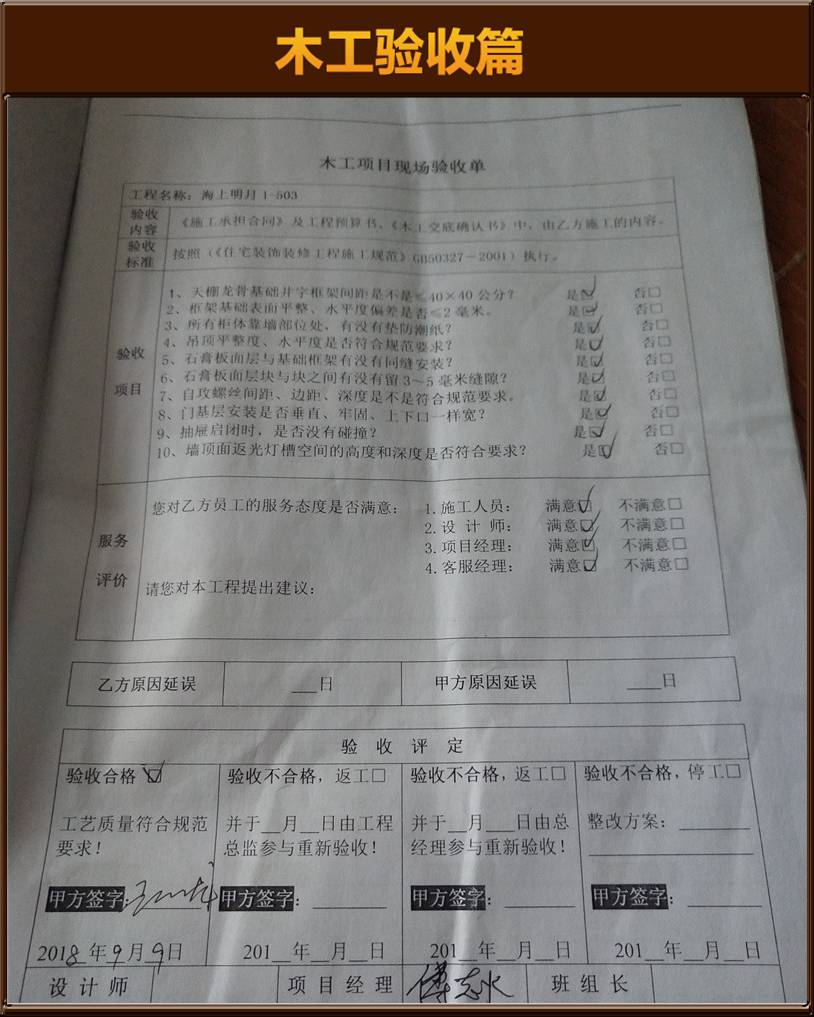 木工验收篇
木工项目现场验收单
工程名称：海上明月1-503
验收内容 《施工承担合同》及工程预算书、《木工交底确认书》中，由乙方施工的内容。
验收标准 按照（《住宅装饰装修工程施工规范》GB50327-2001）执行。
验收项目
1、天棚龙骨基础井字框架间距是不是≤40×40公分？ 是☑ 否□
2、框架基础表面平整、水平度偏差是否≤2毫米。 是☑ 否□
3、所有柜体靠墙部位处，有没有垫防潮纸？ 是☑ 否□
4、吊顶平整度、水平度是否符合规范要求？ 是☑ 否□
5、石膏板面层与基础框架有没有同缝安装？ 是☑ 否□
6、石膏板面层块与块之间有没有留3~5毫米缝隙？ 是☑ 否□
7、自攻螺丝间距、边距、深度是不是符合规范要求。 是☑ 否□
8、门基层安装是否垂直、牢固、上下口一样宽？ 是☑ 否□
9、抽屉启闭时，是否没有碰撞？ 是☑ 否□
10、墙顶面返光灯槽空间的高度和深度是否符合要求？ 是☑ 否□
服务评价
您对乙方员工的服务态度是否满意： 1.施工人员： 满意☑ 不满意□
2.设 计 师： 满意☑ 不满意□
3.项目经理： 满意☑ 不满意□
4.客服经理： 满意☑ 不满意□
请您对本工程提出建议：
乙方原因延误 ___日 甲方原因延误 ___日
验 收 评 定
验收合格☑ 验收不合格，返工□ 验收不合格，返工□ 验收不合格，停工□
工艺质量符合规范 并于__月__日由工程 并于__月___日由总 整改方案：________
要求！ 总监参与重新验收！ 经理参与重新验收！
甲方签字： 甲方签字： 甲方签字： 甲方签字：
2018年9月9日 201__年__月__日 201__年__月__日 201__年__月__日
设计师 项目经理 傅志水 班组长